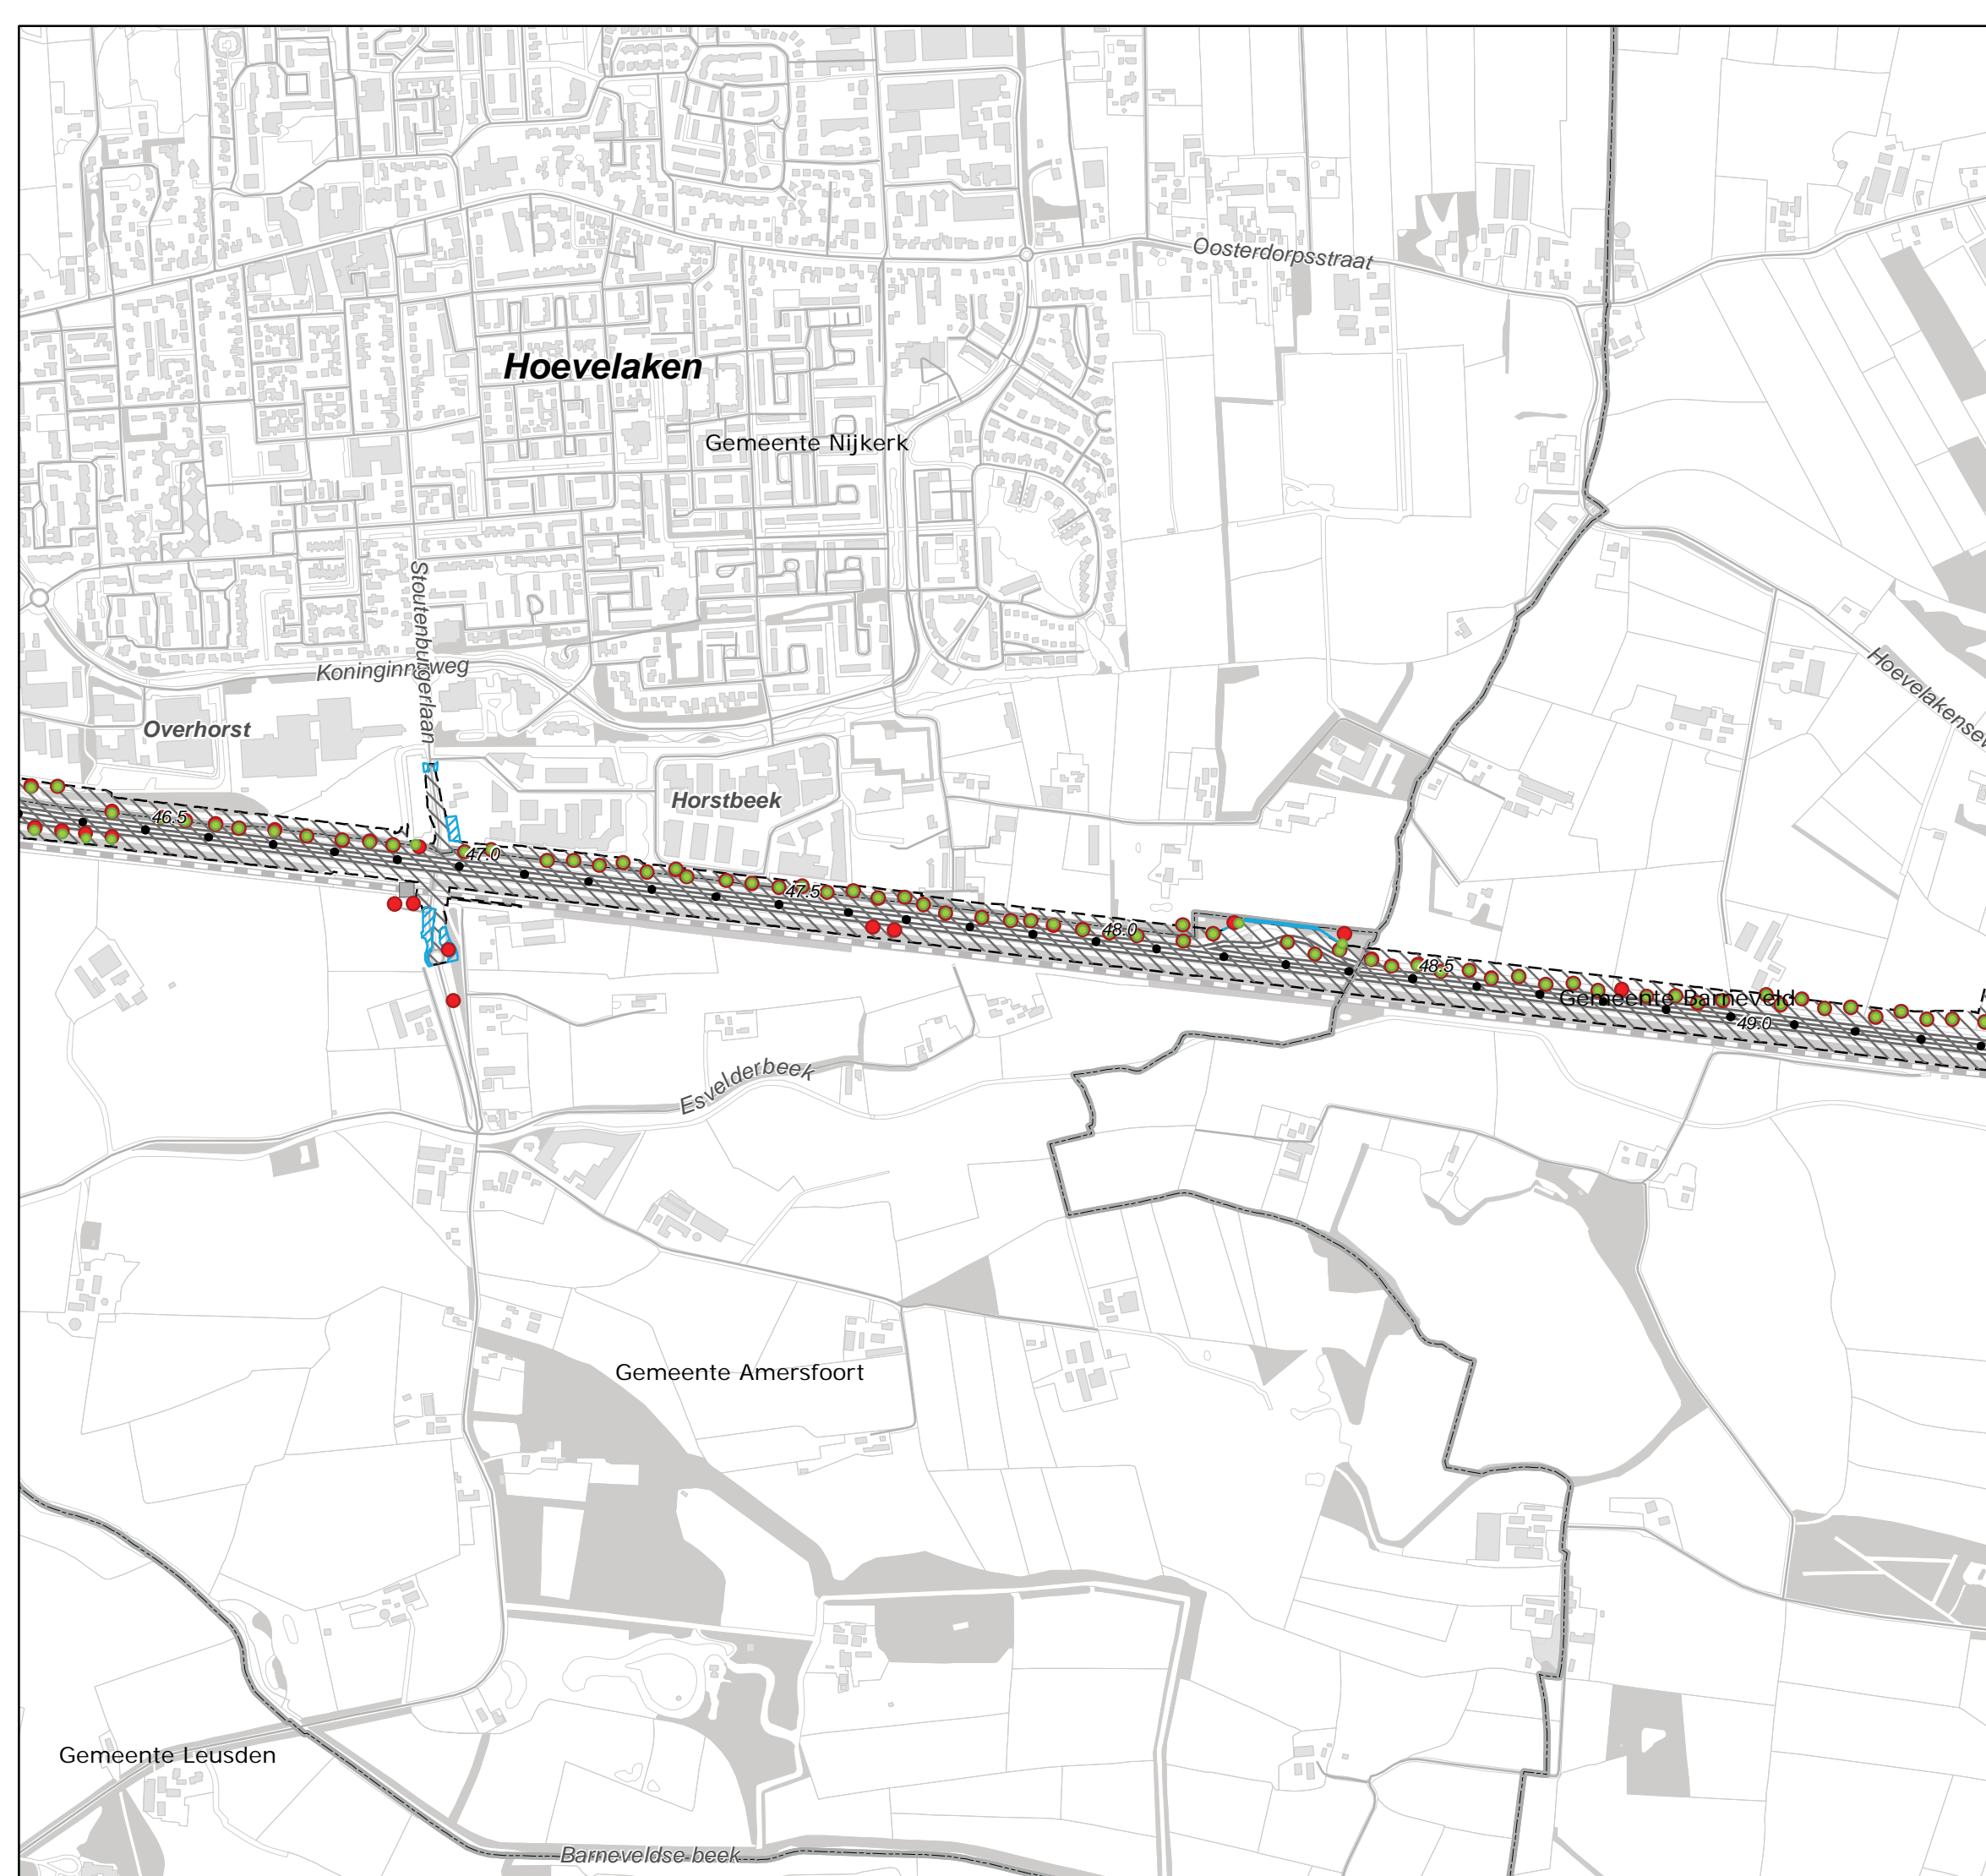 Oosterdorpsstraat
Hoevelaken
Gemeente Nijkerk
Stoutenburgerlaan
Koninginneweg
Overhorst
Horstbeek
46.5
47.0
47.5
48.0
48.5
Gemeente Barneveld
49.0
Esvelderbeek
Gemeente Amersfoort
Gemeente Leusden
Barneveldse beek